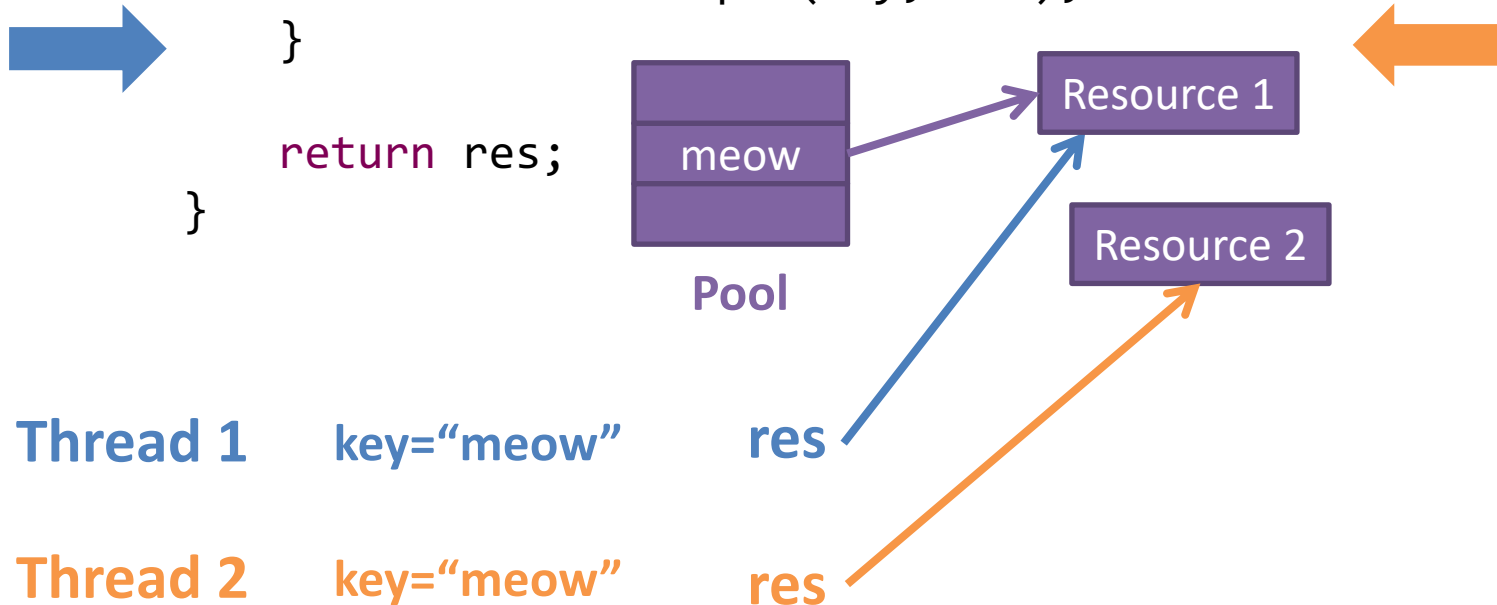 }
return res;
}
meow
Resource 1
Resource 2
Pool
Thread 1 key=“meow” res
Thread 2 key=“meow” res